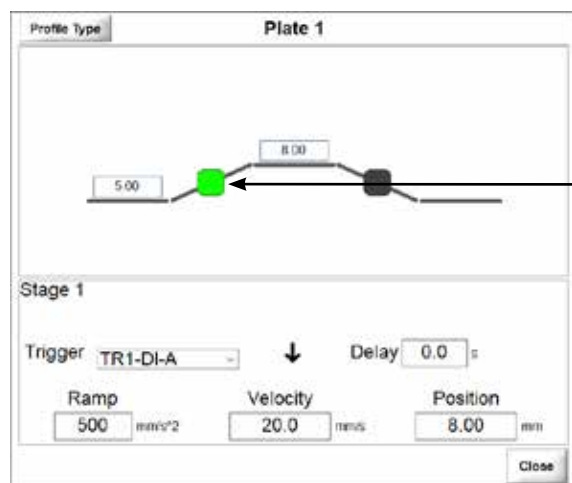 Profile Type Plate 1
8.00
5.00
Stage 1
Trigger TR1-DI-A Delay 0.0 s
Ramp Velocity Position
500 mm/s^2 20.0 mm/s 8.00 mm
Close